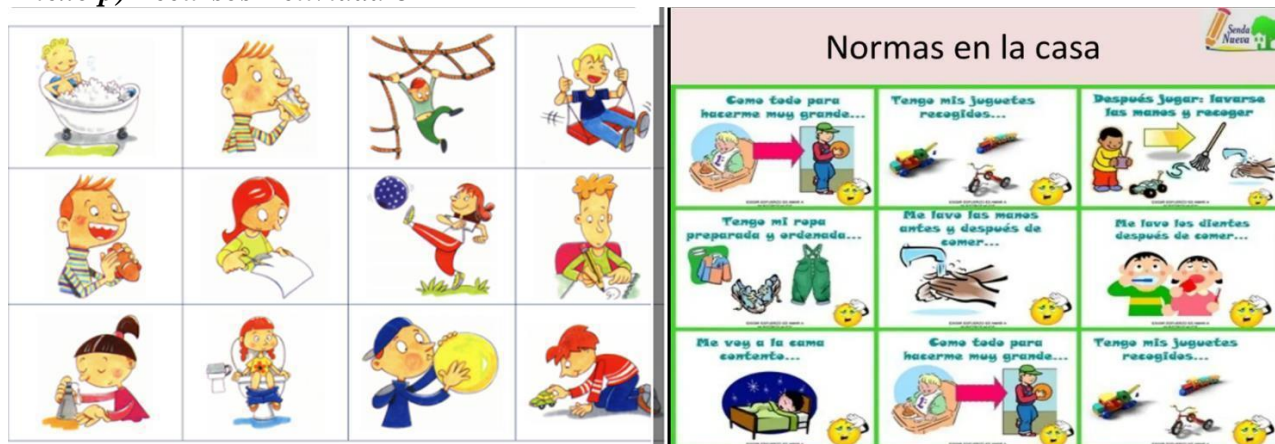 Normas en la casa
Senda
Nueva
Como todo para
hacerme muy grande...
Tengo mis juguetes
recogidos...
Después jugar: lavarse
las manos y recoger
Tengo mi ropa
preparada y ordenada...
Me lavo las manos
antes y después de
comer...
Me lavo los dientes
después de comer...
Me voy a la cama
contento...
Como todo para
hacerme muy grande...
Tengo mis juguetes
recogidos...